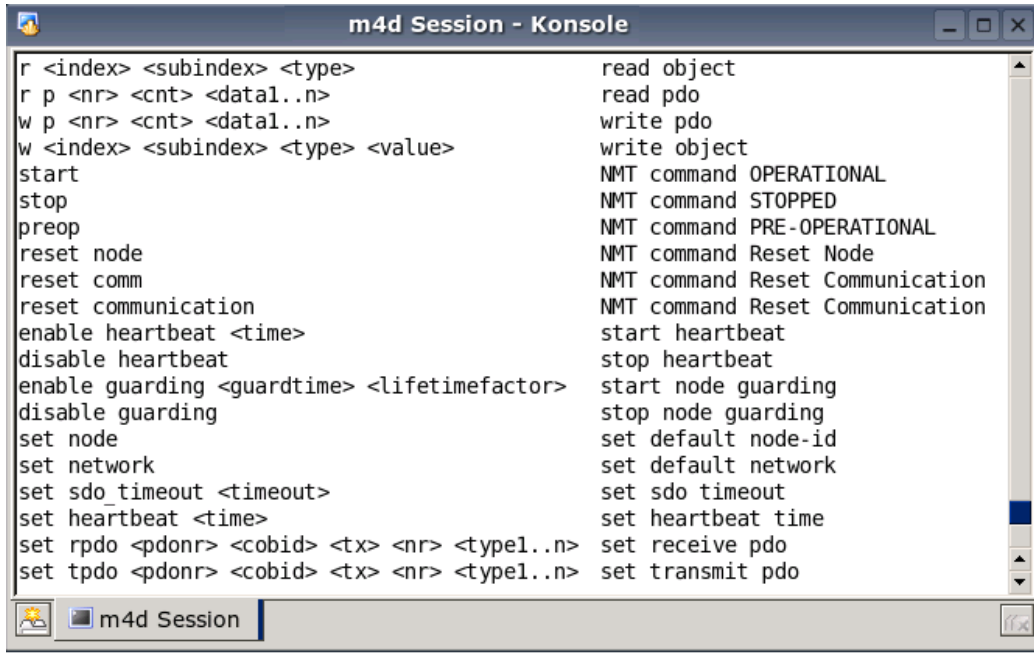 m4d Session - Konsole
r <index> <subindex> <type> read object
r p <nr> <cnt> <data1..n> read pdo
w p <nr> <cnt> <data1..n> write pdo
w <index> <subindex> <type> <value> write object
start NMT command OPERATIONAL
stop NMT command STOPPED
preop NMT command PRE-OPERATIONAL
reset node NMT command Reset Node
reset comm NMT command Reset Communication
reset communication NMT command Reset Communication
enable heartbeat <time> start heartbeat
disable heartbeat stop heartbeat
enable guarding <guardtime> <lifetimefactor> start node guarding
disable guarding stop node guarding
set node set default node-id
set network set default network
set sdo_timeout <timeout> set sdo timeout
set heartbeat <time> set heartbeat time
set rpdo <pdonr> <cobid> <tx> <nr> <type1..n> set receive pdo
set tpdo <pdonr> <cobid> <tx> <nr> <type1..n> set transmit pdo
m4d Session